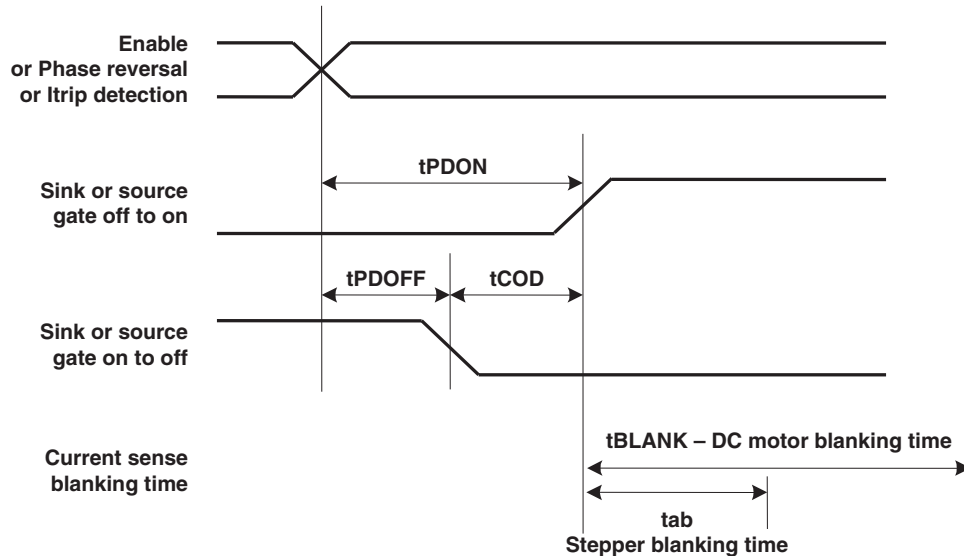 Enable
or Phase reversal
or Itrip detection
tPDON
Sink or source
gate off to on
tPDOFF
tCOD
Sink or source
gate on to off
tBLANK – DC motor blanking time
Current sense
blanking time
tab
Stepper blanking time